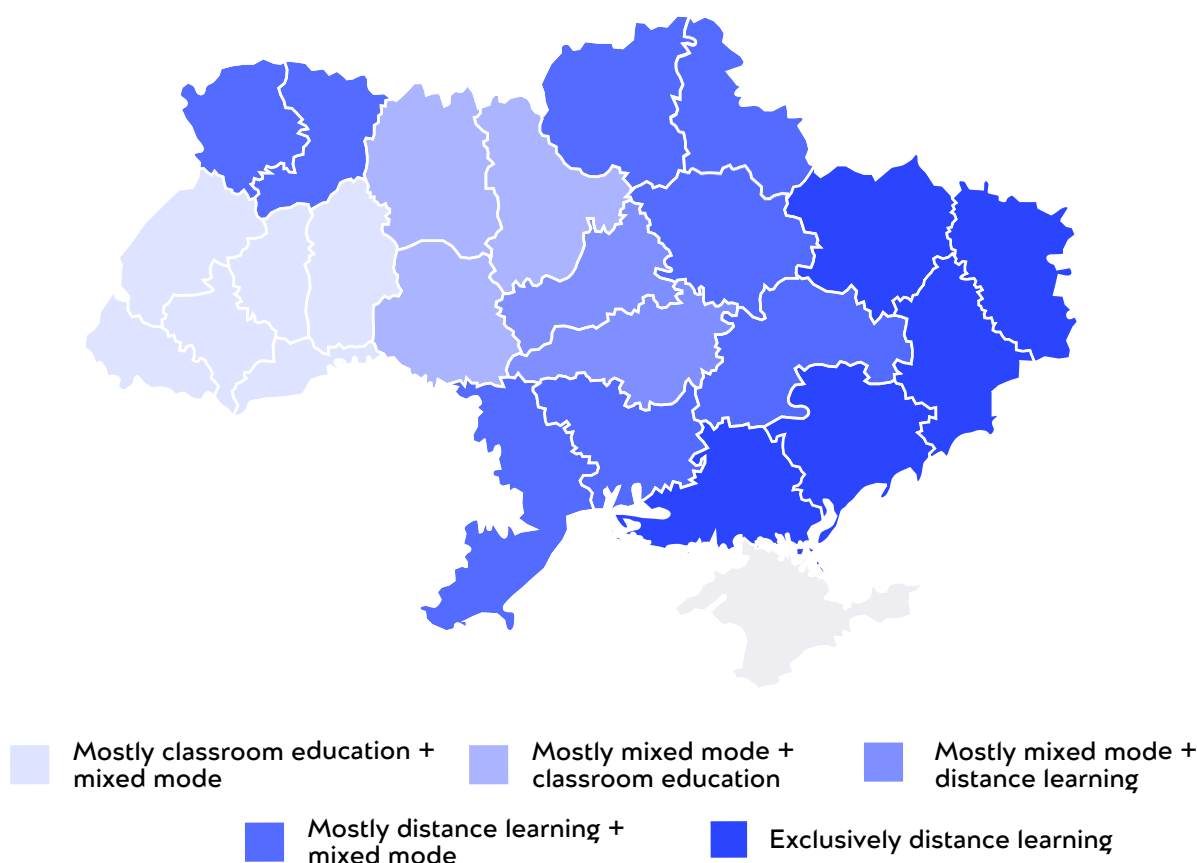 Mostly classroom education +
mixed mode
Mostly mixed mode +
classroom education
Mostly mixed mode +
distance learning
Mostly distance learning +
mixed mode
Exclusively distance learning